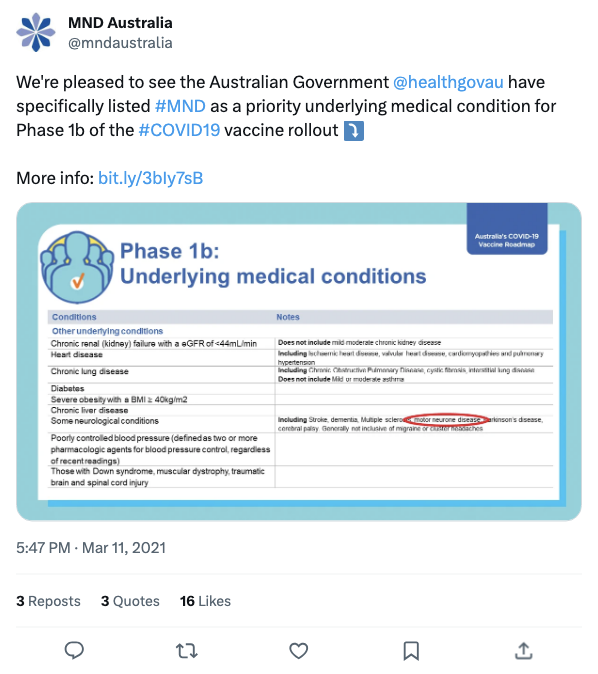 MND Australia
@mndaustralia
We're pleased to see the Australian Government @healthgovau have
specifically listed #MND as a priority underlying medical condition for
Phase 1b of the #COVID19 vaccine rollout ⤵️
More info: bit.ly/3bIy7sB
Australia's COVID-19
Vaccine Roadmap
Phase 1b:
Underlying medical conditions
Conditions Notes
Other underlying conditions
Chronic renal (kidney) failure with a eGFR of <44mL/min Does not include mild-moderate chronic kidney disease
Heart disease Including Ischaemic heart disease, valvular heart disease, cardiomyopathies and pulmonary
hypertension
Chronic lung disease Including Chronic Obstructive Pulmonary Disease, cystic fibrosis, interstitial lung disease
Does not include Mild or moderate asthma
Diabetes
Severe obesity with a BMI ≥ 40kg/m2
Chronic liver disease
Some neurological conditions Including Stroke, dementia, Multiple sclerosis, motor neurone disease, Parkinson's disease,
cerebral palsy. Generally not inclusive of migraine or cluster headaches
Poorly controlled blood pressure (defined as two or more
pharmacologic agents for blood pressure control, regardless
of recent readings)
Those with Down syndrome, muscular dystrophy, traumatic
brain and spinal cord injury
5:47 PM · Mar 11, 2021
3 Reposts 3 Quotes 16 Likes